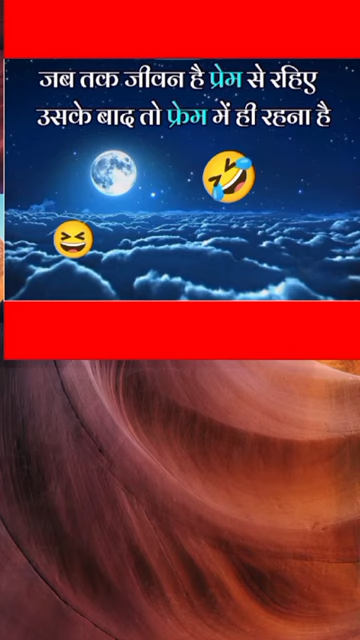 जब तक जीवन है प्रेम से रहिए
उसके बाद तो फ्रेम में ही रहना है